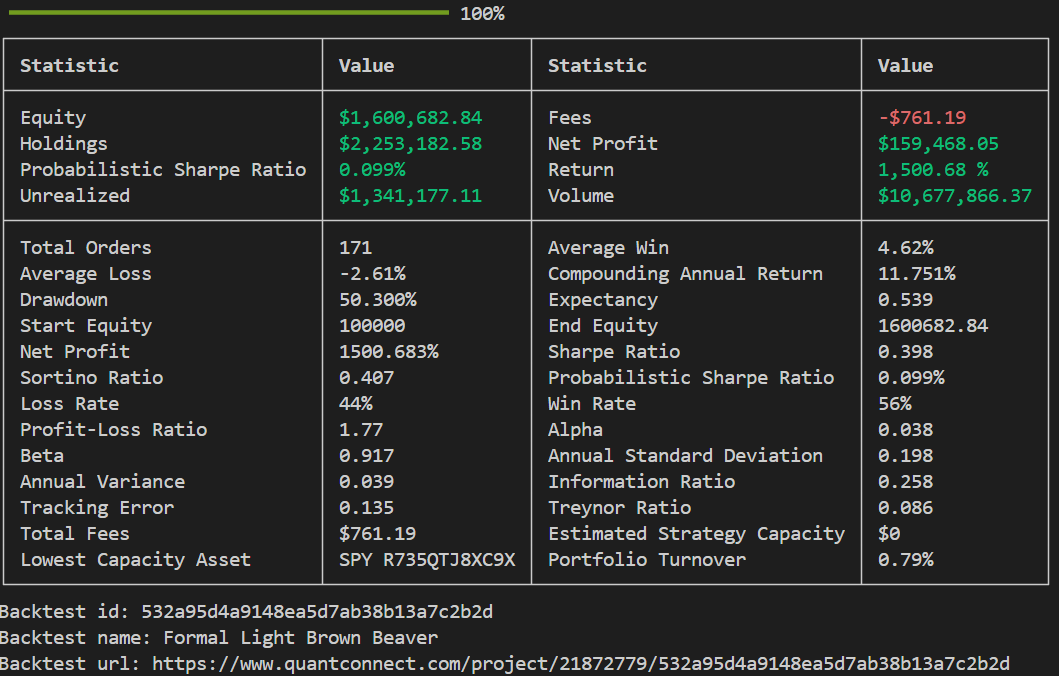 100%
Statistic Value Statistic Value
Equity $1,600,682.84 Fees -$761.19
Holdings $2,253,182.58 Net Profit $159,468.05
Probabilistic Sharpe Ratio 0.099% Return 1,500.68 %
Unrealized $1,341,177.11 Volume $10,677,866.37
Total Orders 171 Average Win 4.62%
Average Loss -2.61% Compounding Annual Return 11.751%
Drawdown 50.300% Expectancy 0.539
Start Equity 100000 End Equity 1600682.84
Net Profit 1500.683% Sharpe Ratio 0.398
Sortino Ratio 0.407 Probabilistic Sharpe Ratio 0.099%
Loss Rate 44% Win Rate 56%
Profit-Loss Ratio 1.77 Alpha 0.038
Beta 0.917 Annual Standard Deviation 0.198
Annual Variance 0.039 Information Ratio 0.258
Tracking Error 0.135 Treynor Ratio 0.086
Total Fees $761.19 Estimated Strategy Capacity $0
Lowest Capacity Asset SPY R735QTJ8XC9X Portfolio Turnover 0.79%
Backtest id: 532a95d4a9148ea5d7ab38b13a7c2b2d
Backtest name: Formal Light Brown Beaver
Backtest url: https://www.quantconnect.com/project/21872779/532a95d4a9148ea5d7ab38b13a7c2b2d